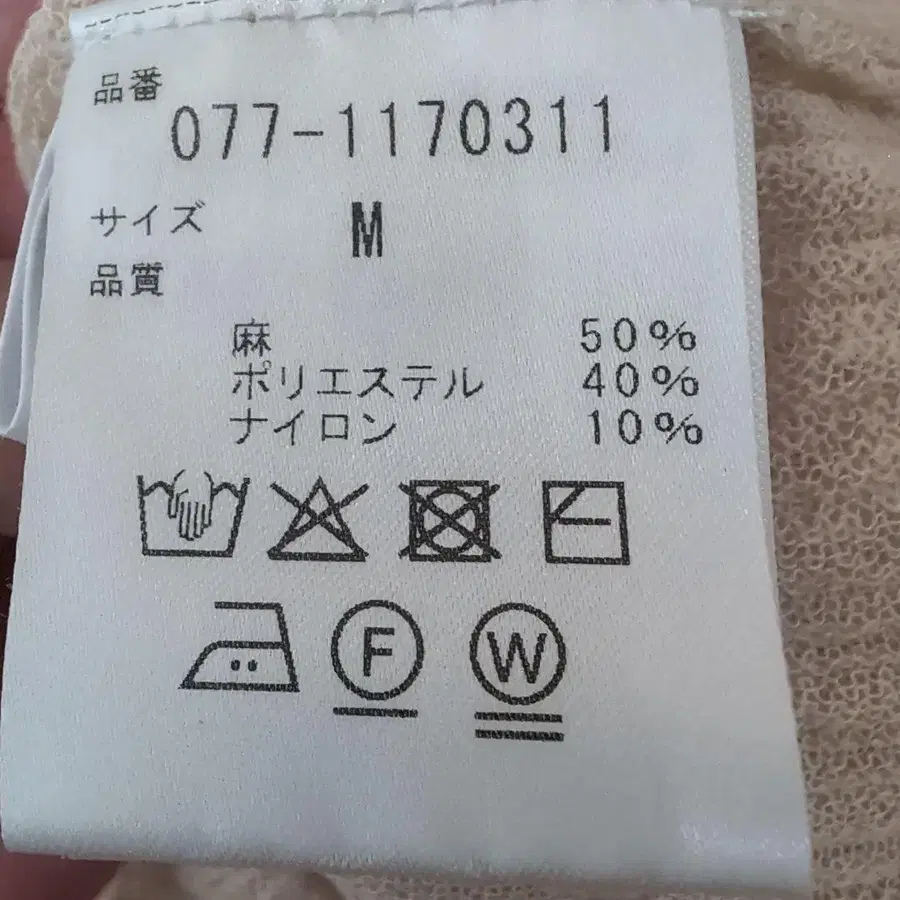 品番
077-1170311
サイズ M
品質
麻 50%
ポリエステル 40%
ナイロン 10%
F W